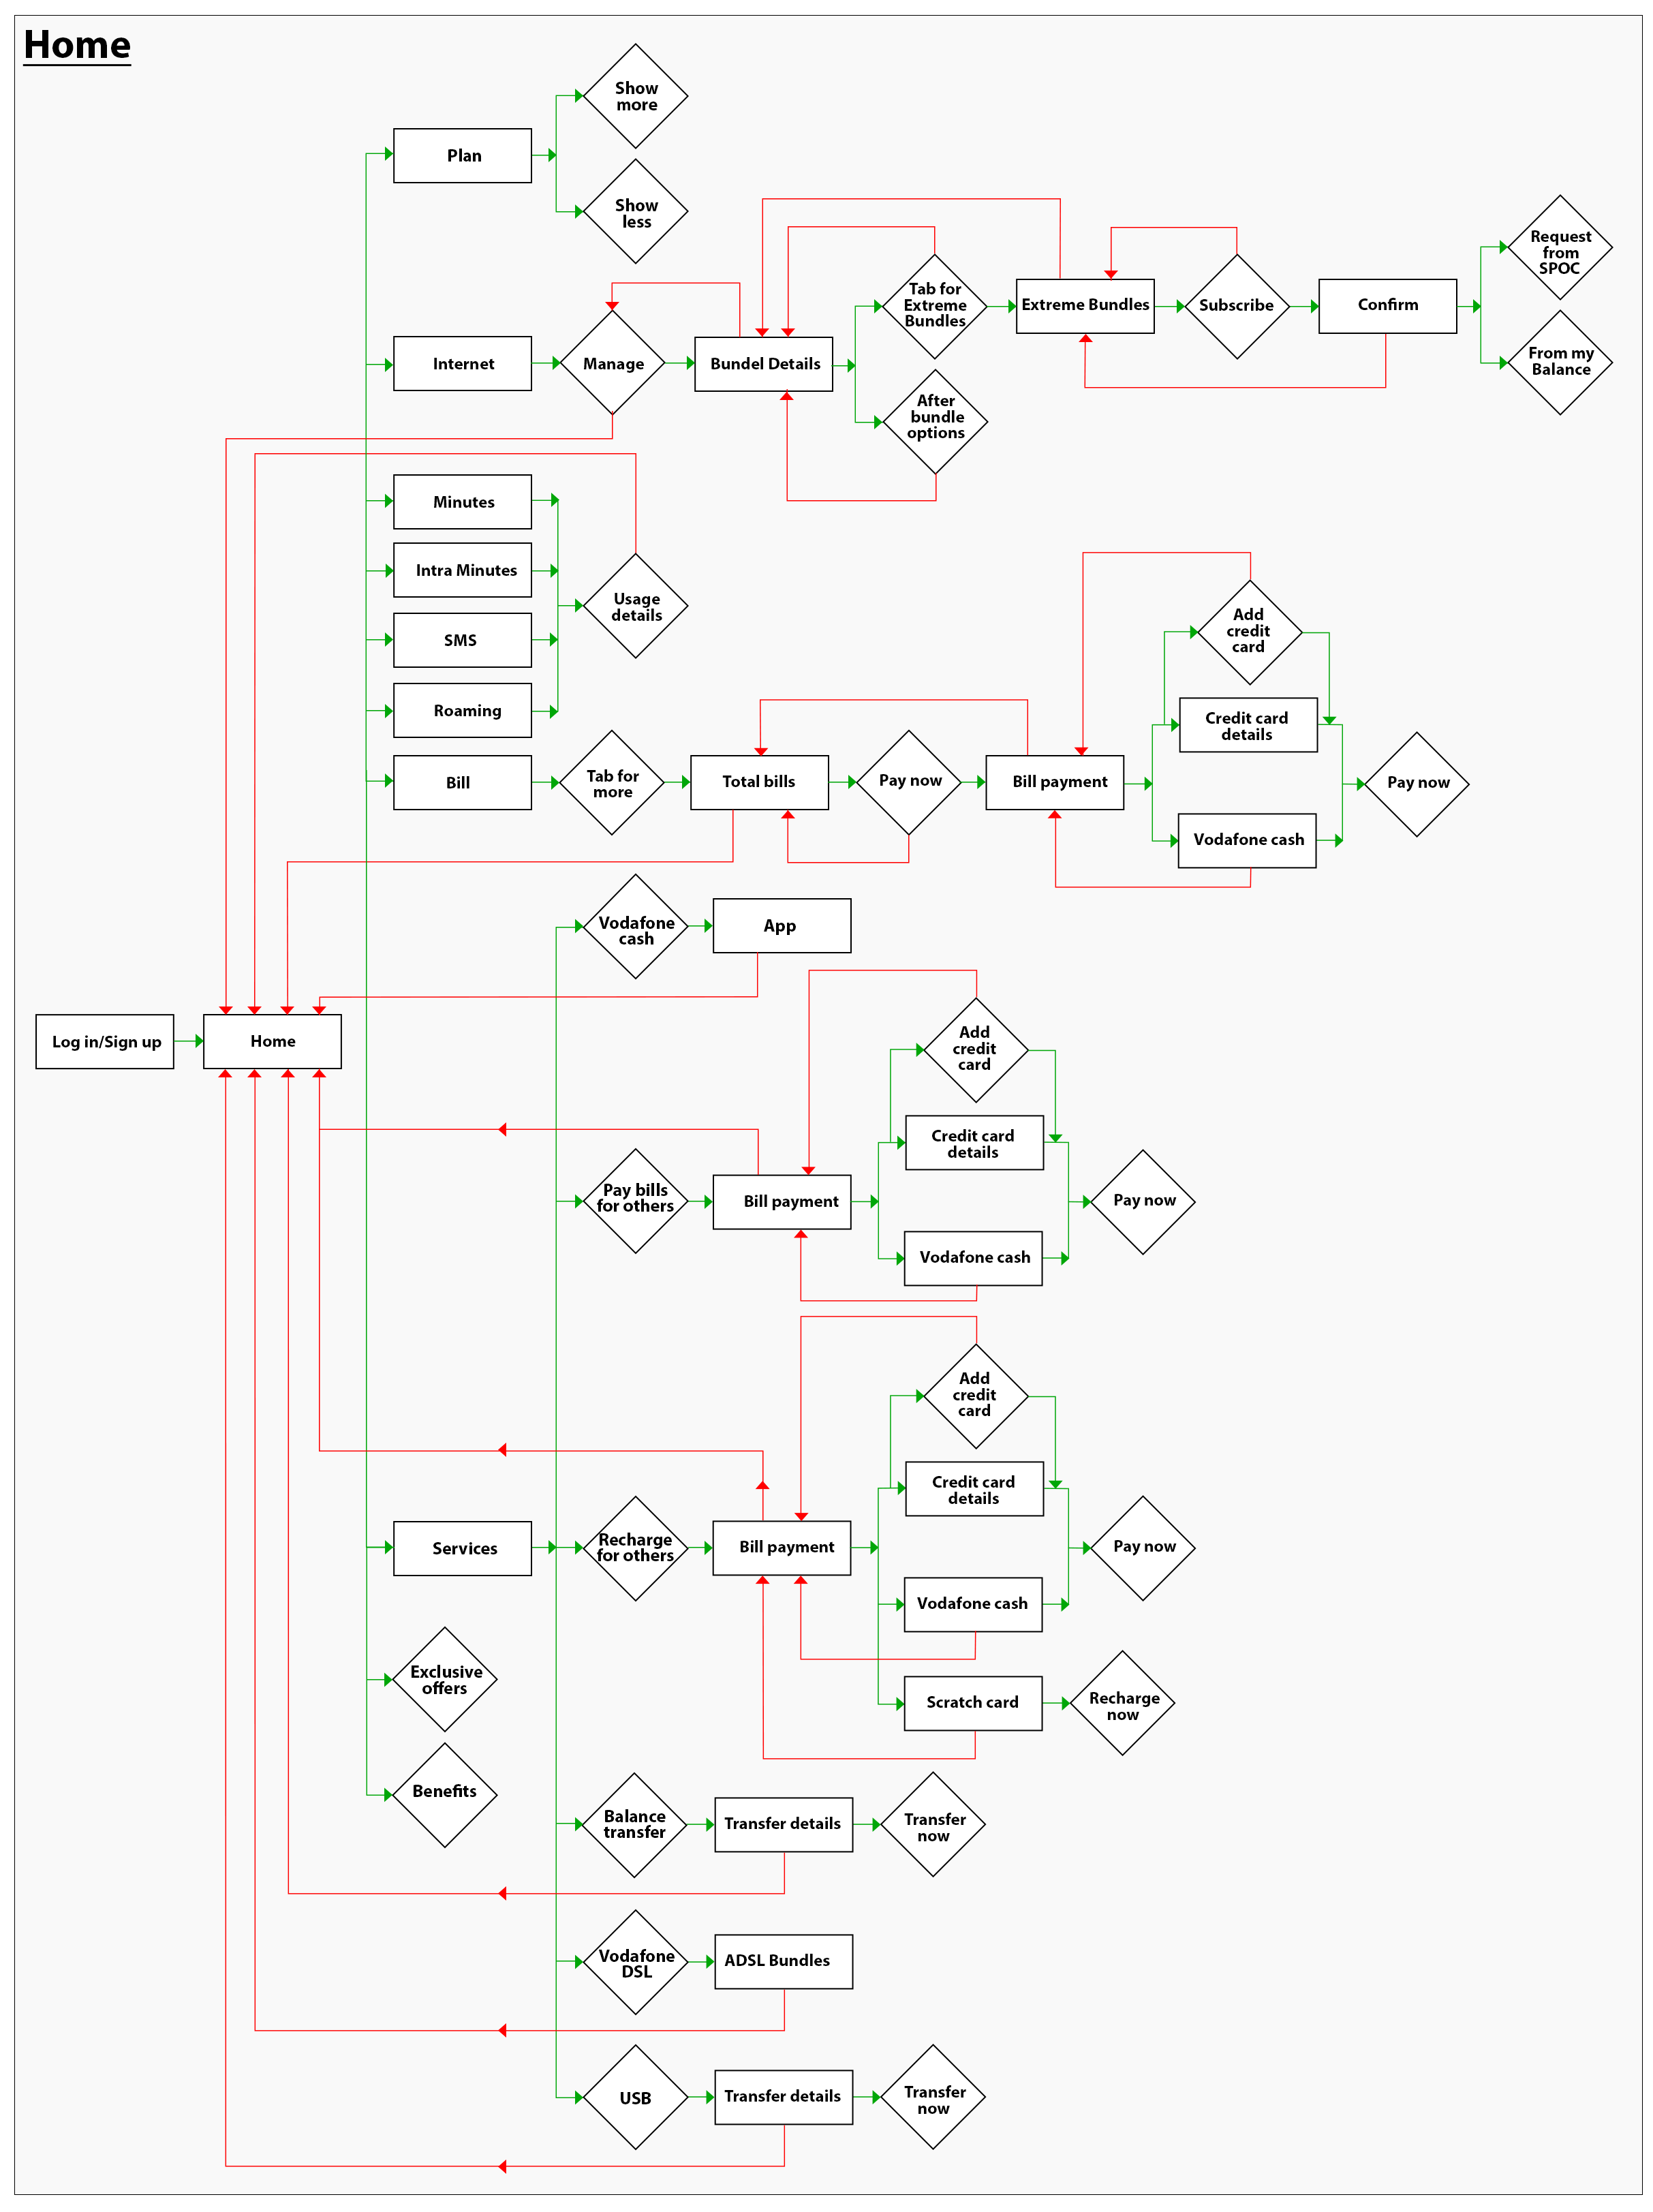 Home
Show
more
Plan
Show
less
Request
from
SPOC
Tab for
Extreme
Bundles
Extreme Bundles
Subscribe
Confirm
Internet
Manage
Bundel Details
From my
Balance
After
bundle
options
Minutes
Intra Minutes
Usage
details
SMS
Roaming
Add
credit
card
Credit card
details
Bill
Tab for
more
Total bills
Pay now
Bill payment
Pay now
Vodafone cash
Vodafone
cash
App
Log in/Sign up
Home
Add
credit
card
Credit card
details
Pay bills
for others
Bill payment
Pay now
Vodafone cash
Add
credit
card
Credit card
details
Services
Recharge
for others
Bill payment
Pay now
Vodafone cash
Exclusive
offers
Scratch card
Recharge
now
Benefits
Balance
transfer
Transfer details
Transfer
now
Vodafone
DSL
ADSL Bundles
USB
Transfer details
Transfer
now